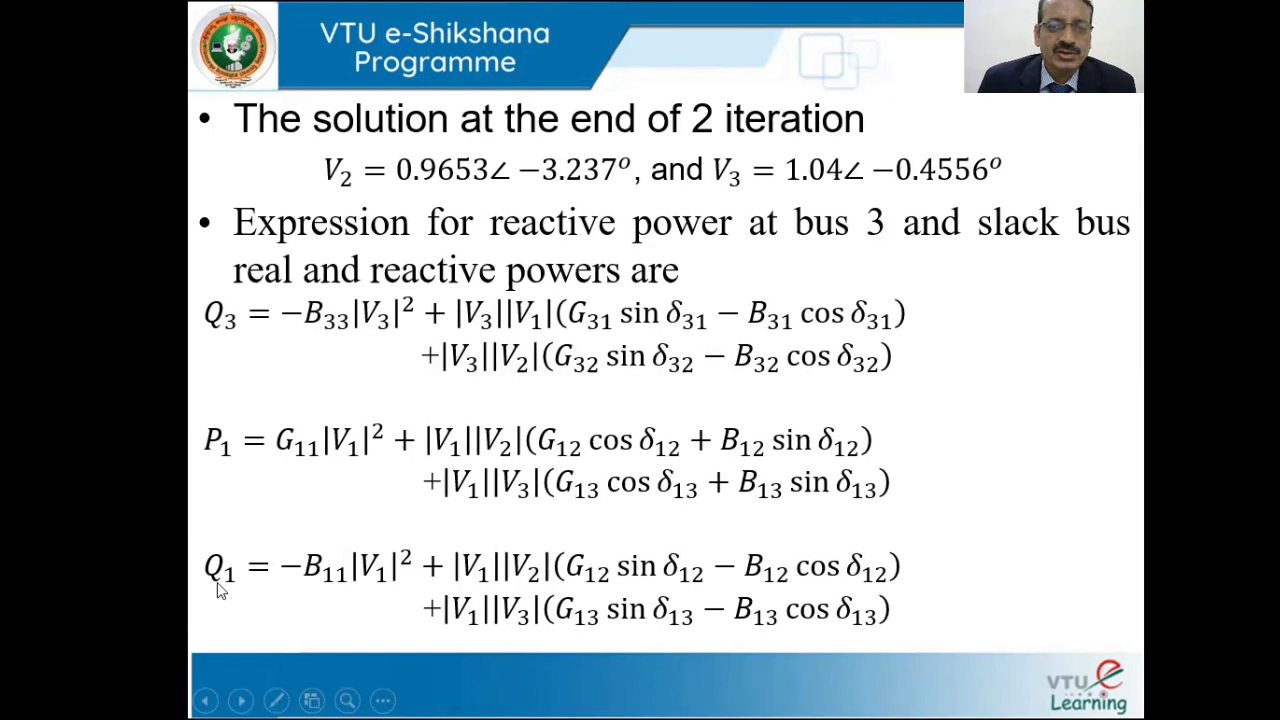 VTU e-Shikshana
Programme
• The solution at the end of 2 iteration
V₂ = 0.9653∠ −3.237ᵒ, and V₃ = 1.04∠ −0.4556ᵒ
• Expression for reactive power at bus 3 and slack bus
real and reactive powers are
Q₃ = −B₃₃|V₃|² + |V₃||V₁|(G₃₁ sin δ₃₁ − B₃₁ cos δ₃₁)
+|V₃||V₂|(G₃₂ sin δ₃₂ − B₃₂ cos δ₃₂)
P₁ = G₁₁|V₁|² + |V₁||V₂|(G₁₂ cos δ₁₂ + B₁₂ sin δ₁₂)
+|V₁||V₃|(G₁₃ cos δ₁₃ + B₁₃ sin δ₁₃)
Q₁ = −B₁₁|V₁|² + |V₁||V₂|(G₁₂ sin δ₁₂ − B₁₂ cos δ₁₂)
+|V₁||V₃|(G₁₃ sin δ₁₃ − B₁₃ cos δ₁₃)
VTU e
Learning